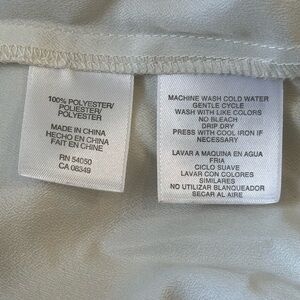 100% POLYESTER/
POLIESTER/
POLYESTER
MADE IN CHINA
HECHO EN CHINA
FAIT EN CHINE
RN 54050
CA 08349
MACHINE WASH COLD WATER
GENTLE CYCLE
WASH WITH LIKE COLORS
NO BLEACH
DRIP DRY
PRESS WITH COOL IRON IF
NECESSARY
LAVAR A MAQUINA EN AGUA
FRIA
CICLO SUAVE
LAVAR CON COLORES
SIMILARES
NO UTILIZAR BLANQUEADOR
SECAR AL AIRE